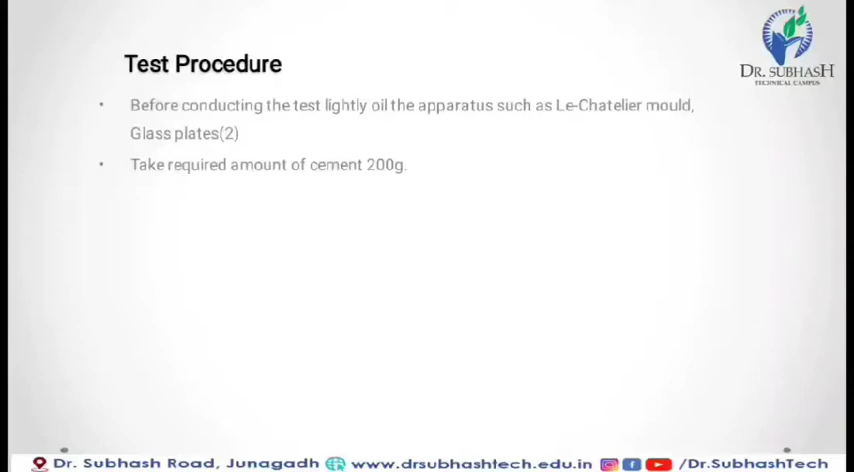 DR. SUBHASH
TECHNICAL CAMPUS
Test Procedure
• Before conducting the test lightly oil the apparatus such as Le-Chatelier mould,
Glass plates(2)
• Take required amount of cement 200g.
Dr. Subhash Road, Junagadh www.drsubhashtech.edu.in /Dr.SubhashTech